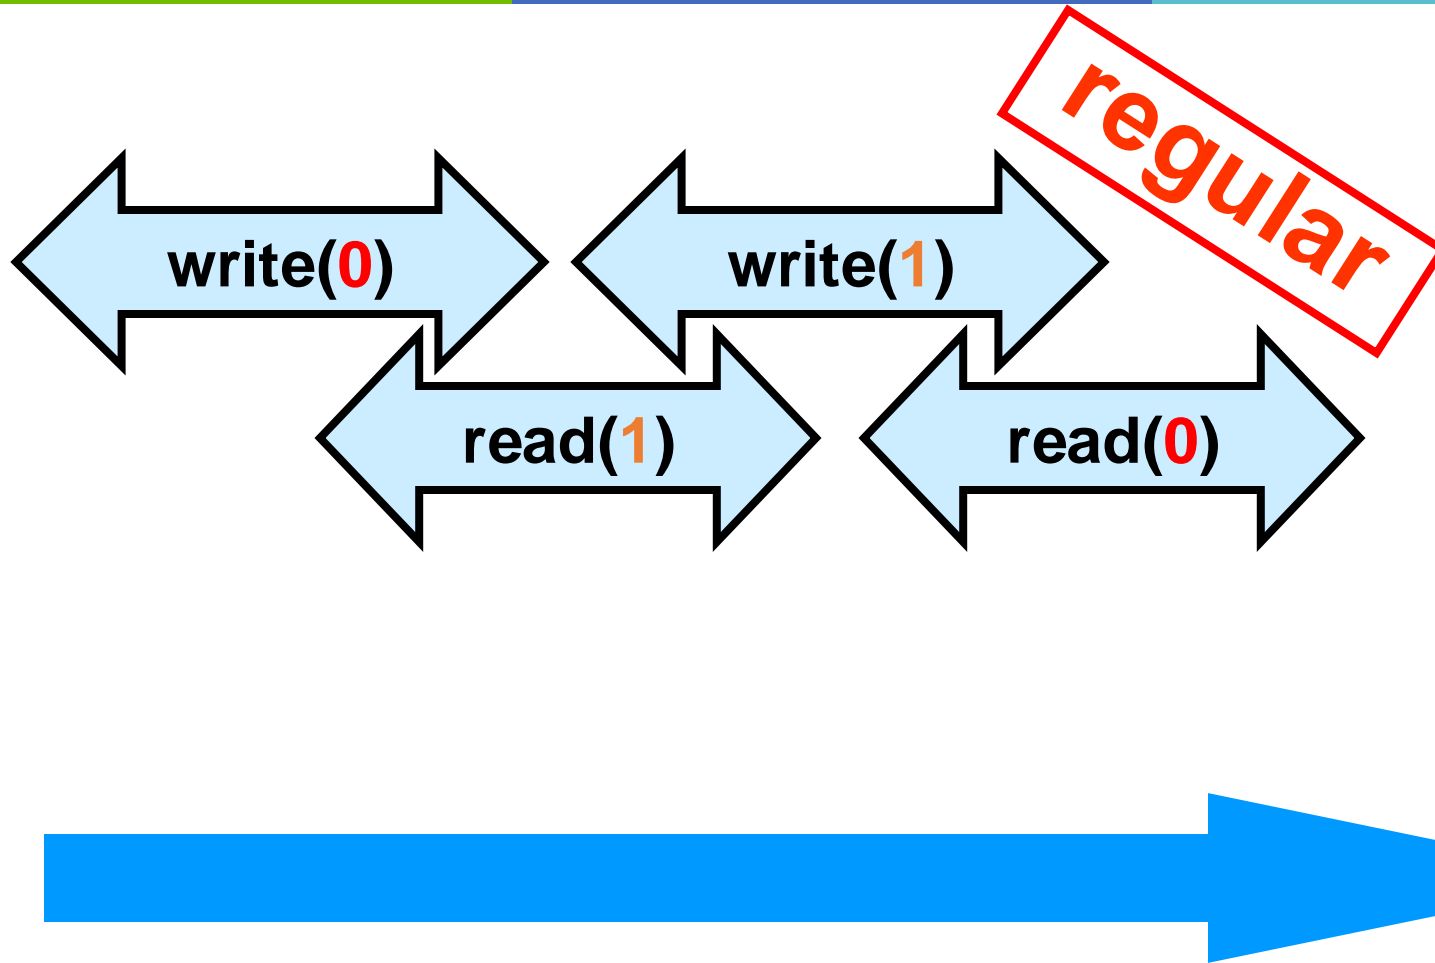 regular
write(0)
write(1)
read(1)
read(0)